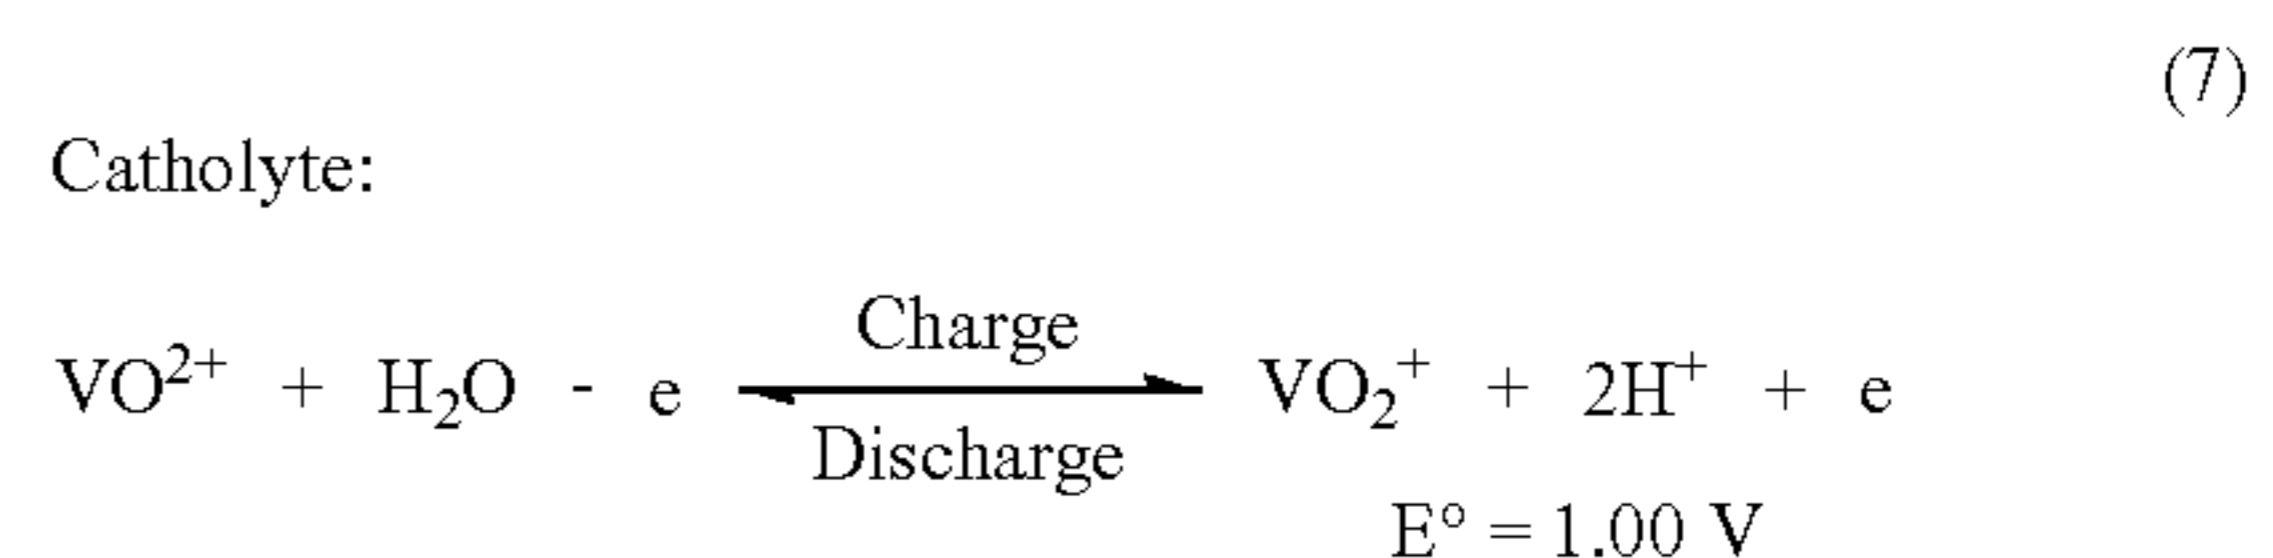 (7)
Catholyte:
Charge
VO²⁺ + H₂O - e ⇌ VO₂⁺ + 2H⁺ + e
Discharge
E° = 1.00 V